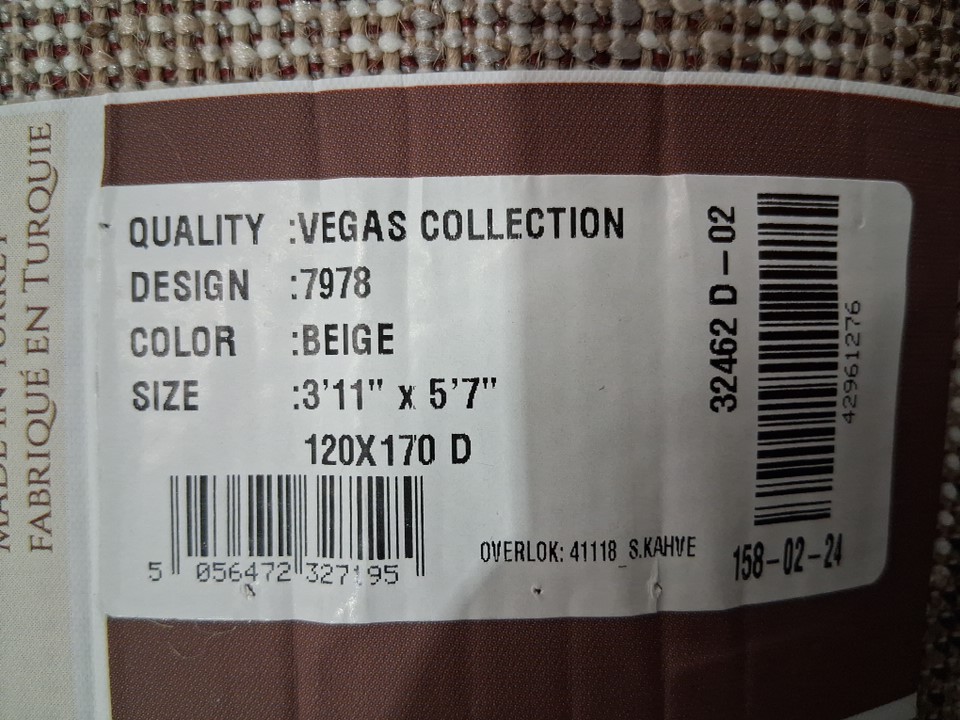 QUALITY :VEGAS COLLECTION
DESIGN :7978
COLOR :BEIGE
SIZE :3'11" x 5'7"
120X170 D
5 056472 327195
OVERLOK: 41118_S.KAHVE
158-02-24
32462 D-02
42961276
MADE IN TURKEY
FABRIQUÉ EN TURQUIE